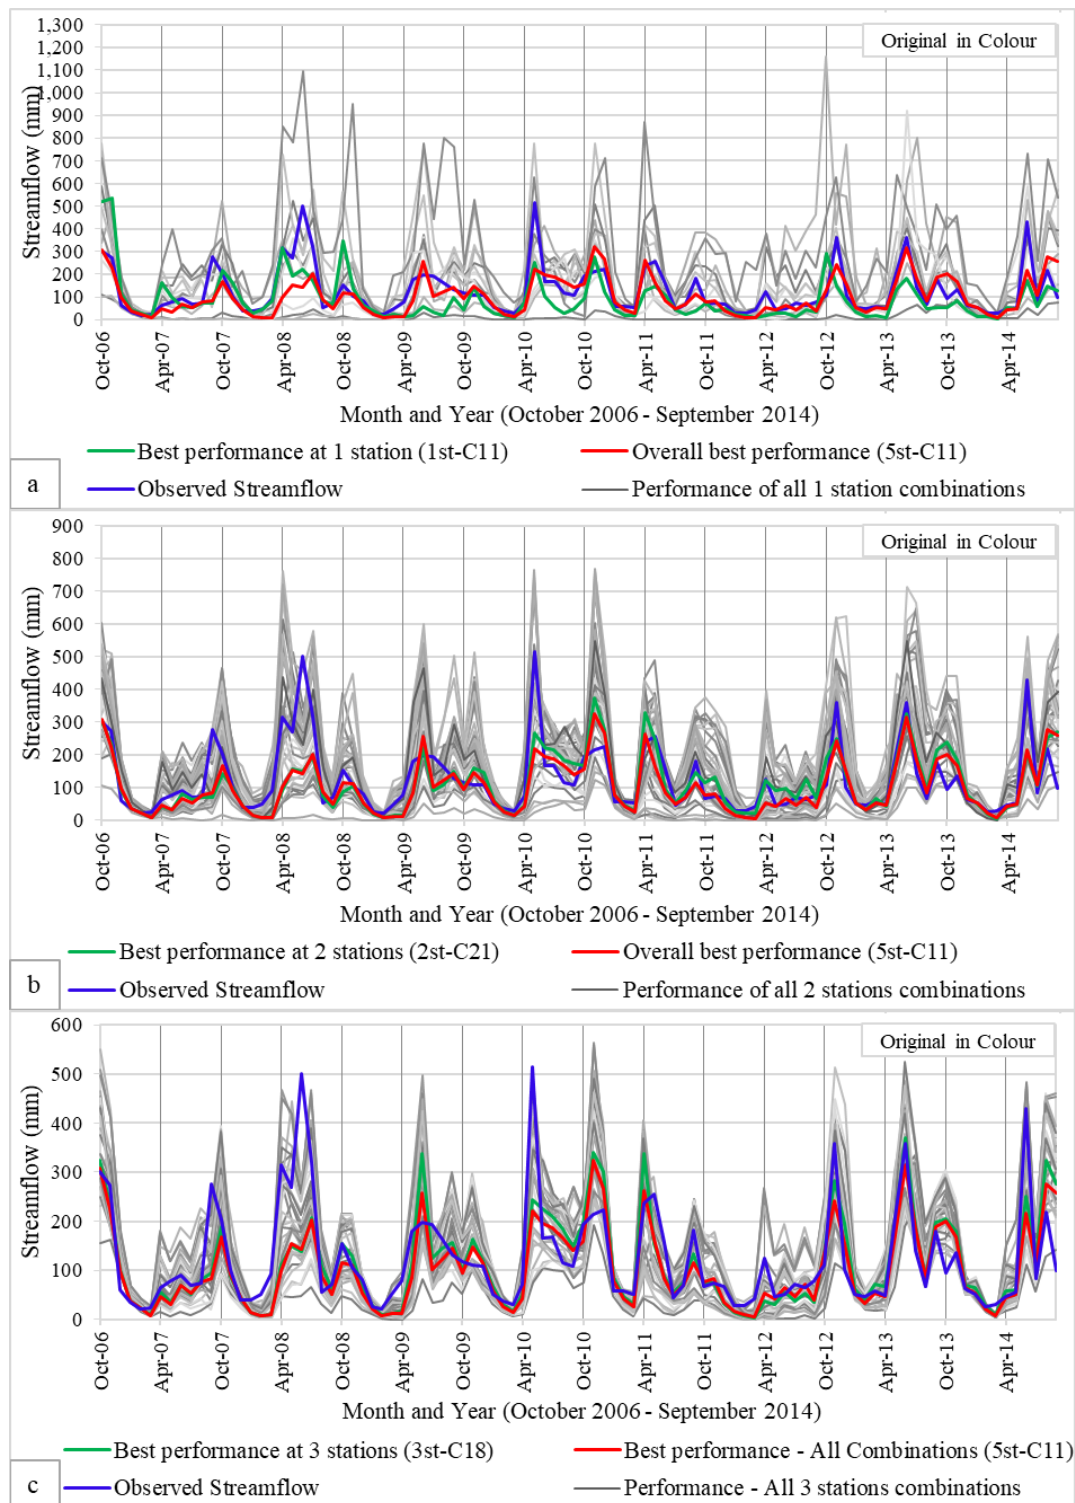 1,300
1,200
1,100
1,000
900
800
700
600
500
400
300
200
100
0
Streamflow (mm)
Original in Colour
Oct-06
Apr-07
Oct-07
Apr-08
Oct-08
Apr-09
Oct-09
Apr-10
Oct-10
Apr-11
Oct-11
Apr-12
Oct-12
Apr-13
Oct-13
Apr-14
Month and Year (October 2006 - September 2014)
Best performance at 1 station (1st-C11)
Overall best performance (5st-C11)
Observed Streamflow
Performance of all 1 station combinations
a
900
800
700
600
500
400
300
200
100
0
Streamflow (mm)
Original in Colour
Oct-06
Apr-07
Oct-07
Apr-08
Oct-08
Apr-09
Oct-09
Apr-10
Oct-10
Apr-11
Oct-11
Apr-12
Oct-12
Apr-13
Oct-13
Apr-14
Month and Year (October 2006 - September 2014)
Best performance at 2 stations (2st-C21)
Overall best performance (5st-C11)
Observed Streamflow
Performance of all 2 stations combinations
b
600
500
400
300
200
100
0
Streamflow (mm)
Original in Colour
Oct-06
Apr-07
Oct-07
Apr-08
Oct-08
Apr-09
Oct-09
Apr-10
Oct-10
Apr-11
Oct-11
Apr-12
Oct-12
Apr-13
Oct-13
Apr-14
Month and Year (October 2006 - September 2014)
Best performance at 3 stations (3st-C18)
Best performance - All Combinations (5st-C11)
Observed Streamflow
Performance - All 3 stations combinations
c